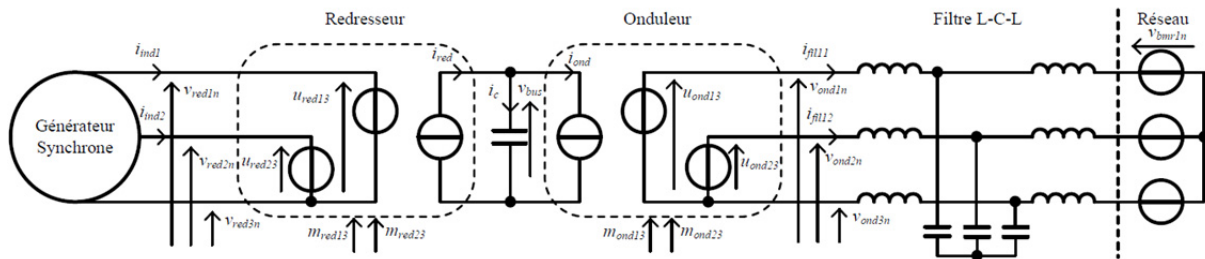 Redresseur
Onduleur
Filtre L-C-L
Réseau
v_bmr1n
i_ind1
i_red
i_ond
i_fil11
v_red1n
u_red13
i_c
v_bus
u_ond13
v_ond1n
Générateur
Synchrone
i_ind2
i_fil12
v_red2n
u_red23
u_ond23
v_ond2n
v_red3n
v_ond3n
m_red13
m_red23
m_ond13
m_ond23